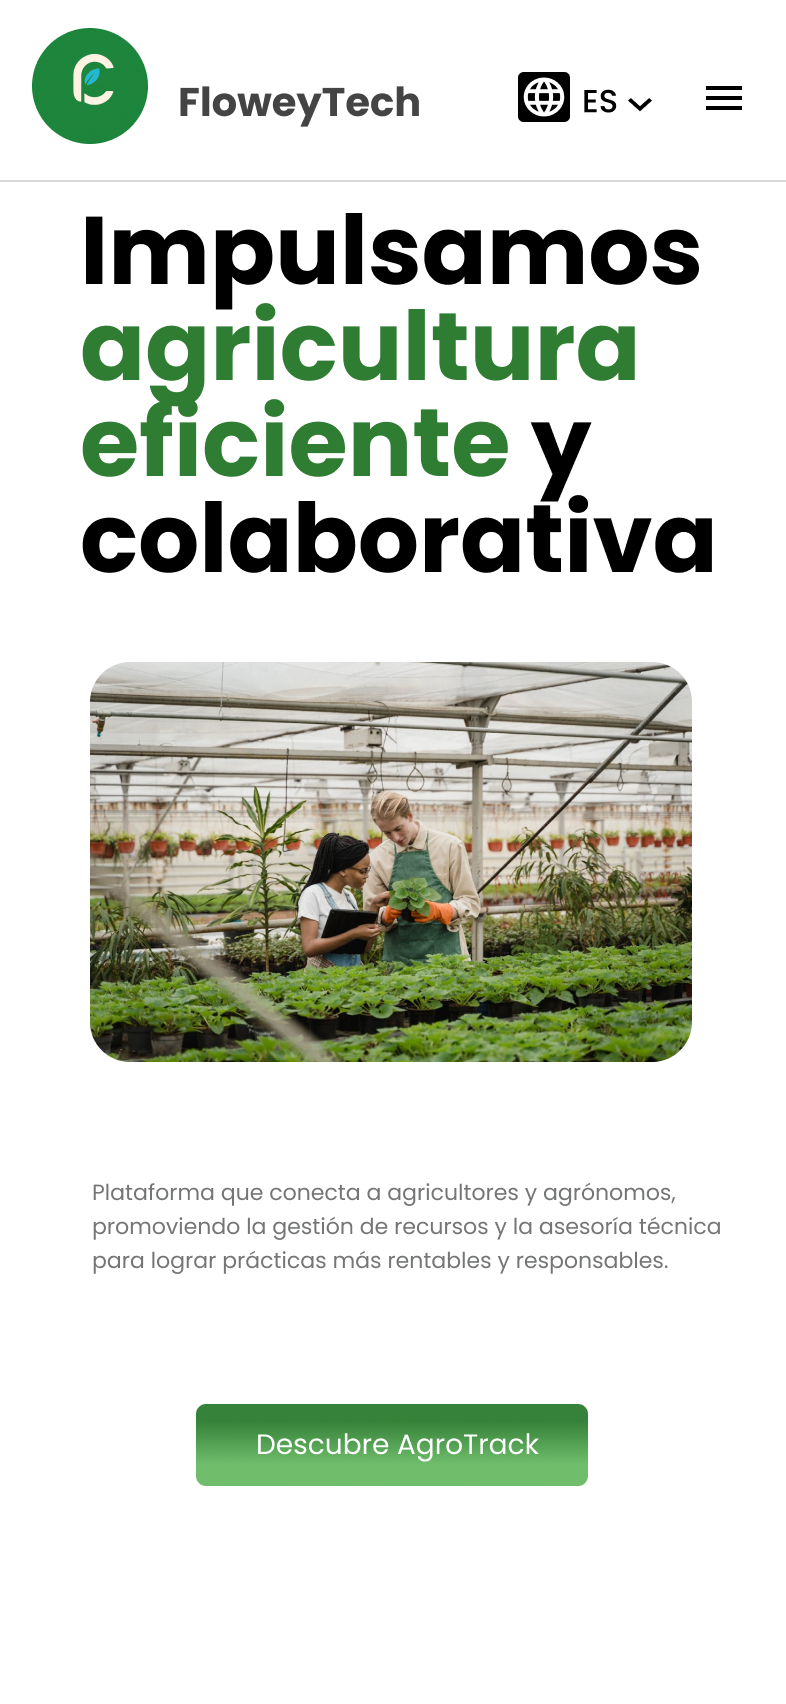 FloweyTech
ES
Impulsamos
agricultura
eficiente y
colaborativa
Plataforma que conecta a agricultores y agrónomos,
promoviendo la gestión de recursos y la asesoría técnica
para lograr prácticas más rentables y responsables.
Descubre AgroTrack